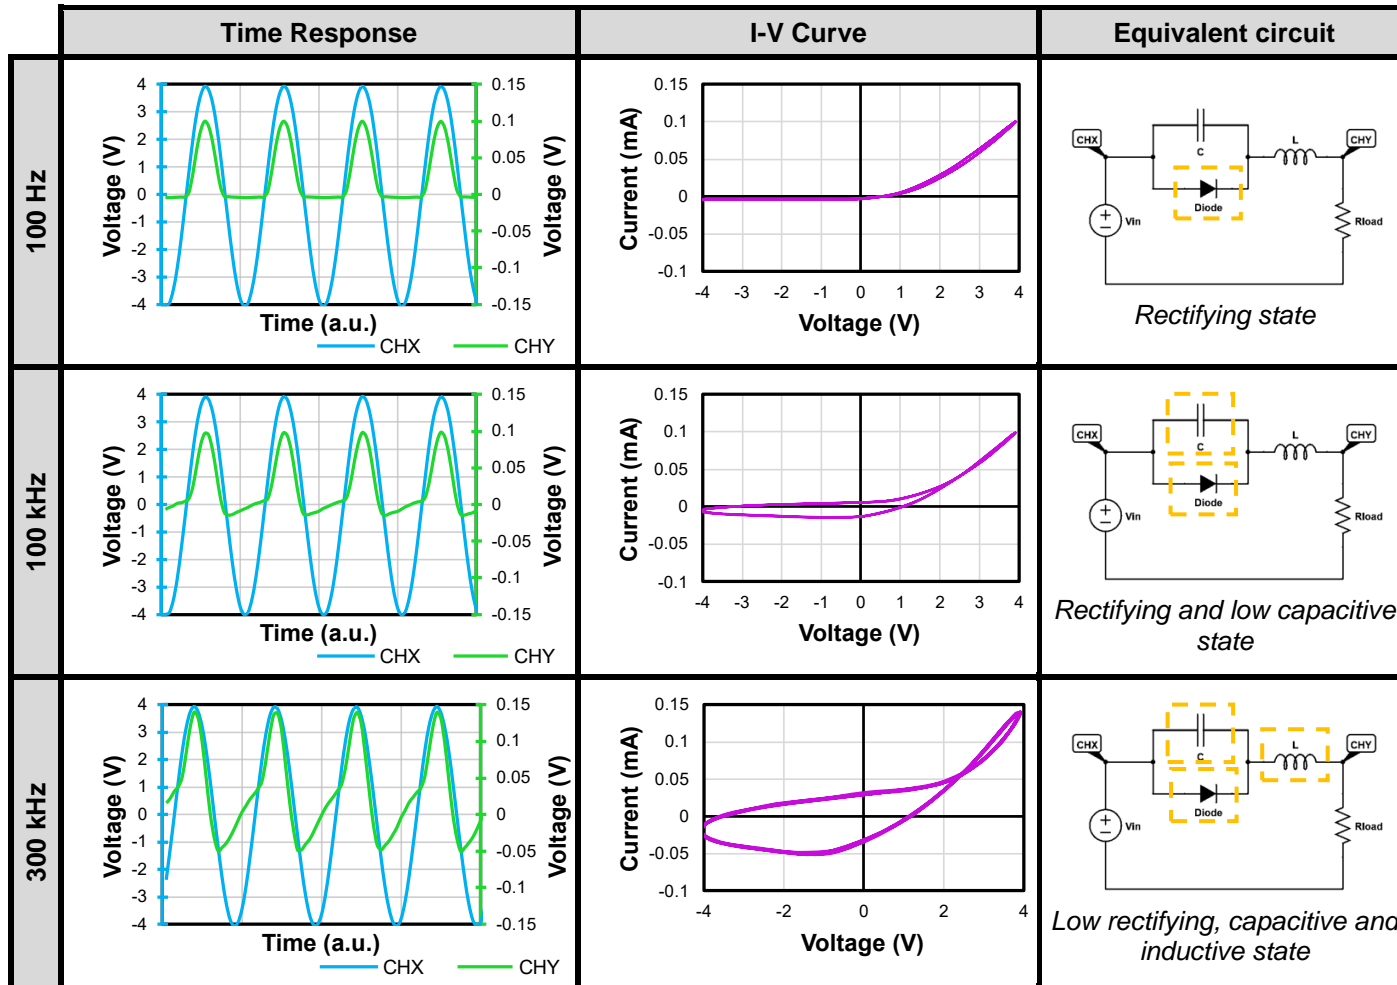 Time Response I-V Curve Equivalent circuit
100 Hz
4
3
2
1
0
-1
-2
-3
-4
Voltage (V)
0.15
0.1
0.05
0
-0.05
-0.1
-0.15
Voltage (V)
Time (a.u.)
CHX CHY
0.15
0.1
0.05
0
-0.05
-0.1
Current (mA)
-4 -3 -2 -1 0 1 2 3 4
Voltage (V)
CHX C L CHY
Diode
Vin Rload
Rectifying state
100 kHz
4
3
2
1
0
-1
-2
-3
-4
Voltage (V)
0.15
0.1
0.05
0
-0.05
-0.1
-0.15
Voltage (V)
Time (a.u.)
CHX CHY
0.15
0.1
0.05
0
-0.05
-0.1
Current (mA)
-4 -3 -2 -1 0 1 2 3 4
Voltage (V)
CHX C L CHY
Diode
Vin Rload
Rectifying and low capacitive
state
300 kHz
4
3
2
1
0
-1
-2
-3
-4
Voltage (V)
0.15
0.1
0.05
0
-0.05
-0.1
-0.15
Voltage (V)
Time (a.u.)
CHX CHY
0.15
0.1
0.05
0
-0.05
-0.1
Current (mA)
-4 -2 0 2 4
Voltage (V)
CHX C L CHY
Diode
Vin Rload
Low rectifying, capacitive and
inductive state